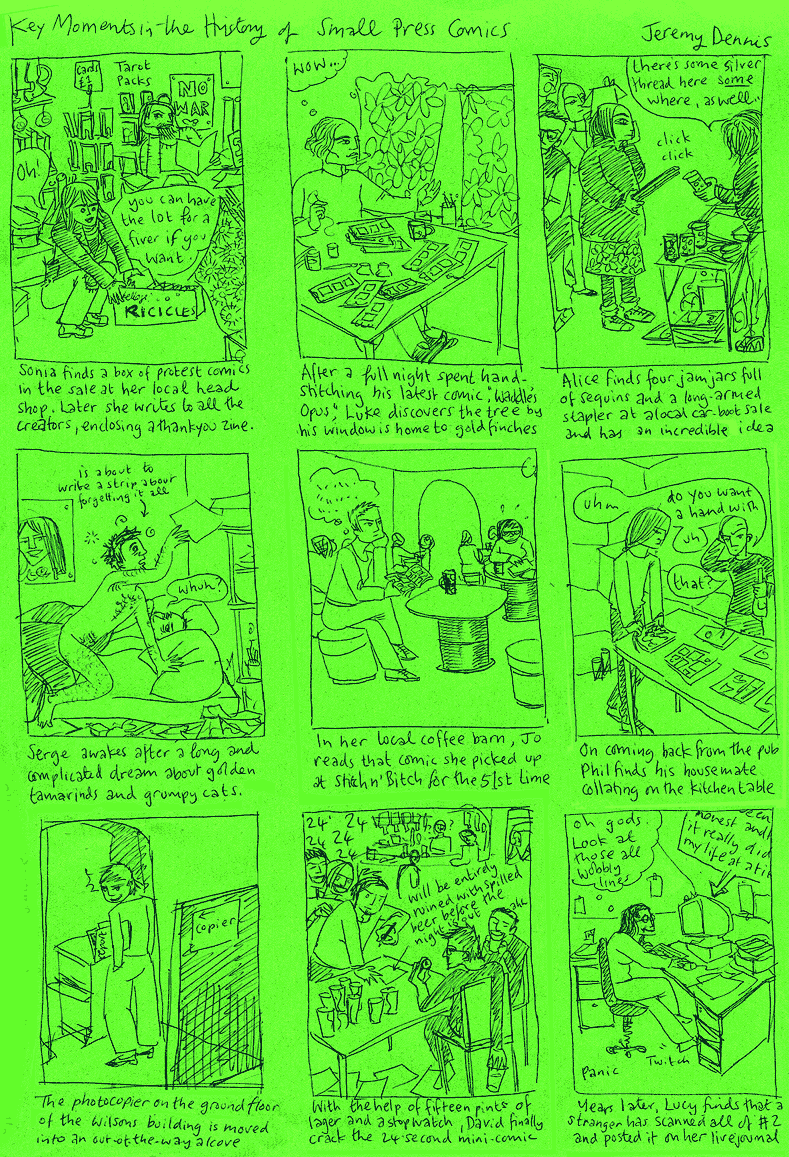 Key Moments in the History of Small Press Comics
Jeremy Dennis
Cards
£1
Tarot
Packs
NO
WAR
Oh!
you can have
the lot for a
fiver if you
want.
RICICLES
Sonia finds a box of protest comics
in the sale at her local head
shop. Later she writes to all the
creators, enclosing a thankyou zine.
wow...
After a full night spent hand-
stitching his latest comic, "Waddle's
Opus", Luke discovers the tree by
his window is home to goldfinches
there's some silver
thread here some
where, as well..
click
click
Alice finds four jamjars full
of sequins and a long-armed
stapler at a local car-boot sale
and has an incredible idea
is about to
write a strip about
forgetting it all
whuh?
Serge awakes after a long and
complicated dream about golden
tamarinds and grumpy cats.
In her local coffee barn, Jo
reads that comic she picked up
at Stitch n' Bitch for the 51st time
uhm
do you want
a hand with
uh
that?
On coming back from the pub
Phil finds his housemate
collating on the kitchen table
report
copier
The photocopier on the ground floor
of the Wilsons building is moved
into an out-of-the-way alcove
24 24
24 24
24
?
will be entirely
ruined with spilled
beer before the
night is out
With the help of fifteen pints of
lager and a stopwatch, David finally
crack the 24-second mini-comic
oh gods.
Look at
those all
wobbly
lines
honest and
it really did
my life at a ti
Panic
Twitch
Years later, Lucy finds that a
stranger has scanned all of #2
and posted it on her livejournal